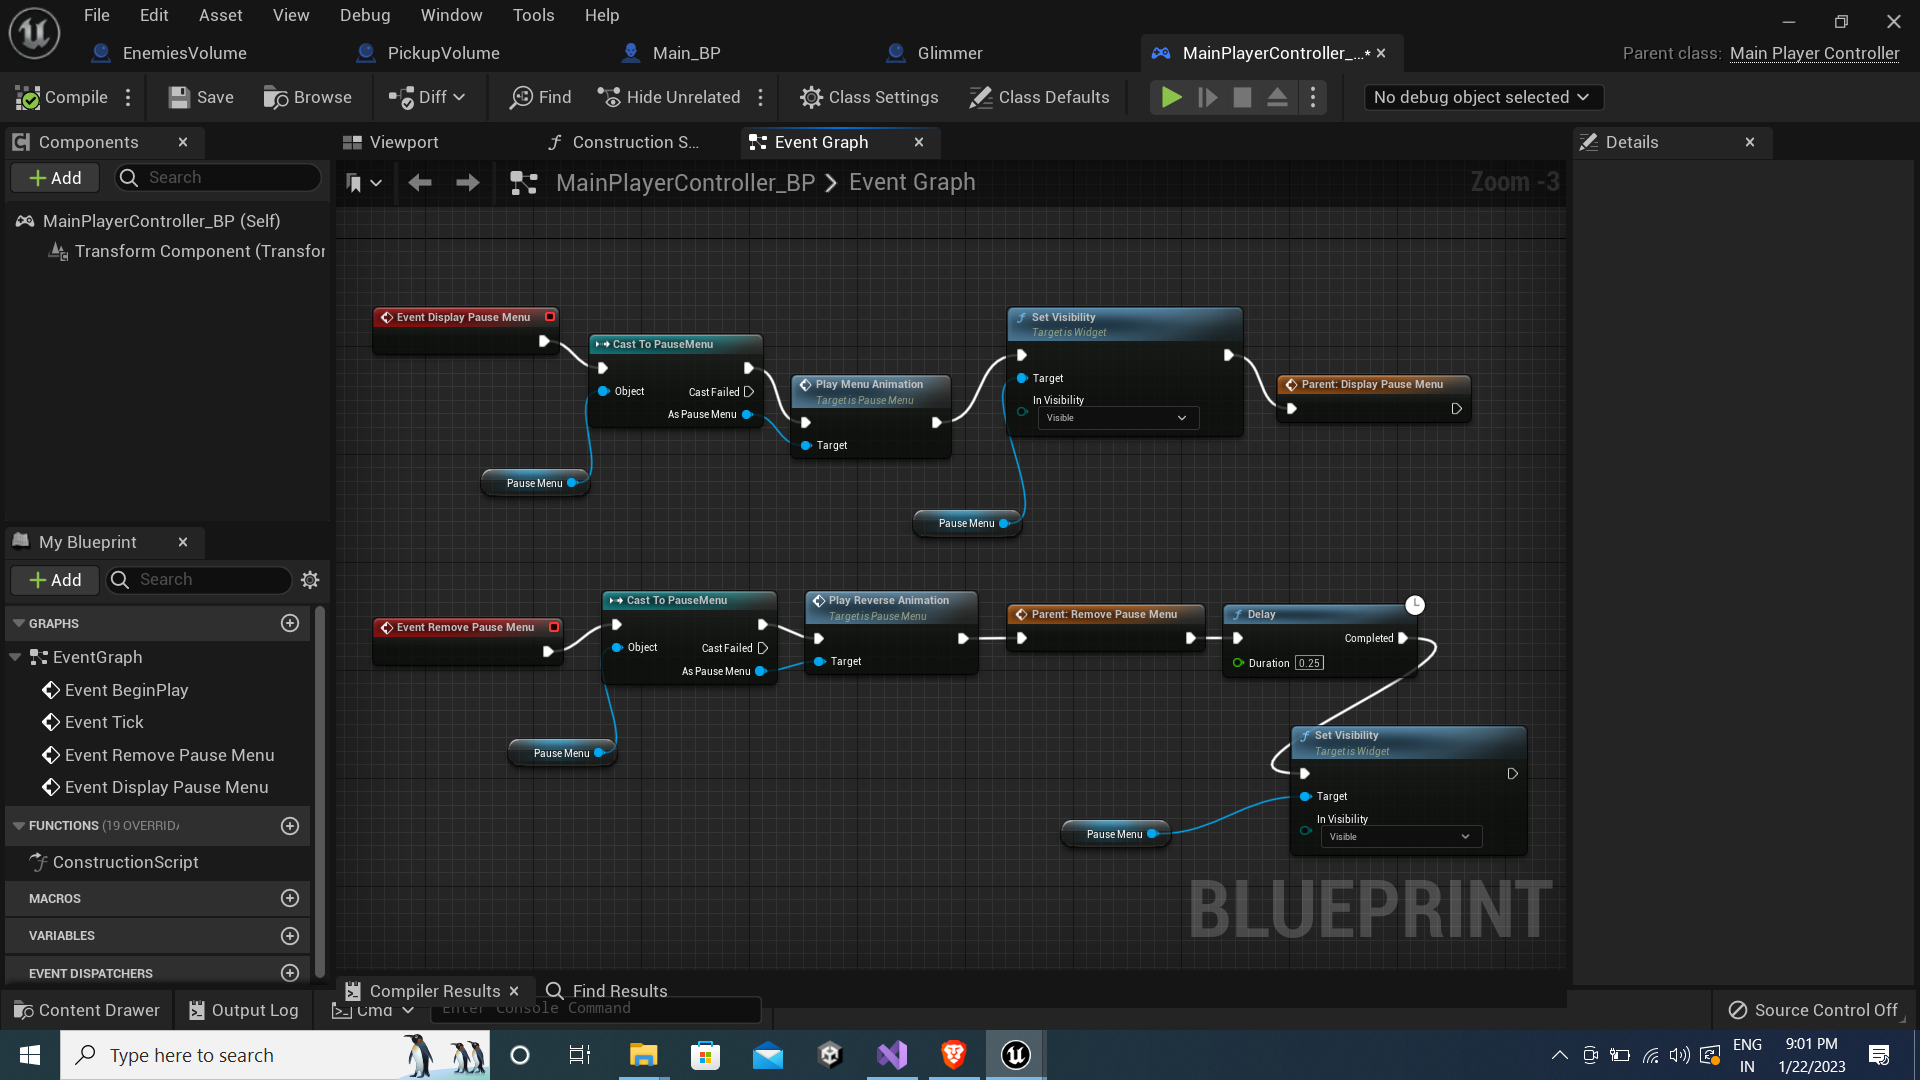 File Edit Asset View Debug Window Tools Help
EnemiesVolume PickupVolume Main_BP Glimmer MainPlayerController_...* Parent class: Main Player Controller
Compile Save Browse Diff Find Hide Unrelated Class Settings Class Defaults No debug object selected
Components Viewport Construction S... Event Graph Details
Add Search
MainPlayerController_BP > Event Graph Zoom -3
MainPlayerController_BP (Self)
Transform Component (Transfor
Event Display Pause Menu
Cast To PauseMenu
Object
Cast Failed
As Pause Menu
Pause Menu
Play Menu Animation
Target is Pause Menu
Target
Set Visibility
Target is Widget
Target
In Visibility
Visible
Pause Menu
Parent: Display Pause Menu
My Blueprint
Add Search
GRAPHS
EventGraph
Event BeginPlay
Event Tick
Event Remove Pause Menu
Event Display Pause Menu
FUNCTIONS (19 OVERRID
ConstructionScript
MACROS
VARIABLES
EVENT DISPATCHERS
Event Remove Pause Menu
Cast To PauseMenu
Object
Cast Failed
As Pause Menu
Pause Menu
Play Reverse Animation
Target is Pause Menu
Target
Parent: Remove Pause Menu
Delay
Completed
Duration 0.25
Set Visibility
Target is Widget
Target
In Visibility
Visible
Pause Menu
BLUEPRINT
Compiler Results Find Results
Content Drawer Output Log Cmd Enter Console Command Source Control Off
Type here to search
ENG
IN
9:01 PM
1/22/2023